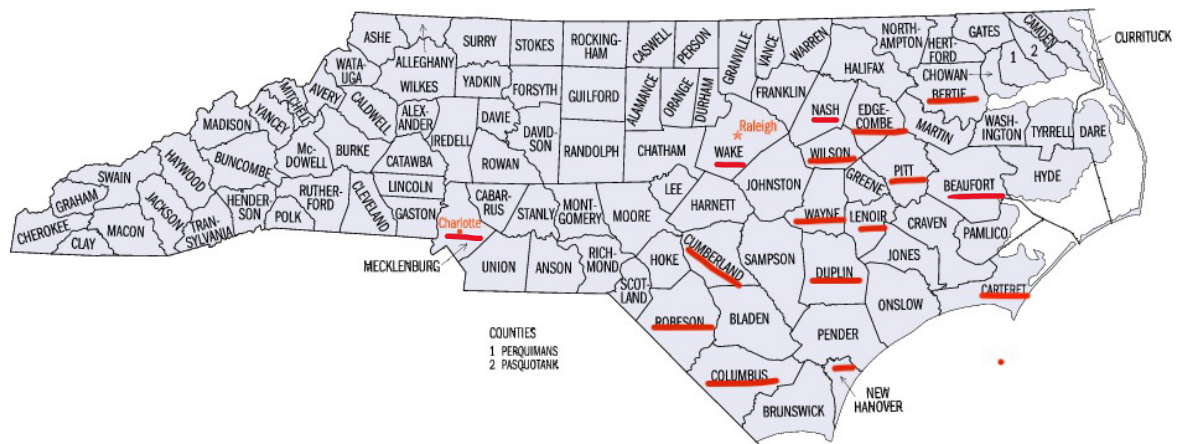 ASHE
ALLEGHANY
SURRY
STOKES
ROCKING-
HAM
CASWELL
PERSON
GRANVILLE
VANCE
WARREN
NORTH-
AMPTON
HERT-
FORD
GATES
CAMDEN
CURRITUCK
1
2
WATA-
UGA
WILKES
YADKIN
FORSYTH
GUILFORD
ALAMANCE
ORANGE
DURHAM
FRANKLIN
HALIFAX
CHOWAN
BERTIE
MITCHELL
AVERY
YANCEY
CALDWELL
ALEX-
ANDER
IREDELL
DAVIE
DAVID-
SON
RANDOLPH
CHATHAM
Raleigh
WAKE
NASH
EDGE-
COMBE
MARTIN
WASH-
INGTON
TYRRELL
DARE
MADISON
BUNCOMBE
Mc-
DOWELL
BURKE
CATAWBA
ROWAN
WILSON
PITT
BEAUFORT
HYDE
HAYWOOD
SWAIN
GRAHAM
CHEROKEE
CLAY
MACON
JACKSON
TRAN-
SYLVANIA
HENDER-
SON
POLK
RUTHER-
FORD
CLEVELAND
LINCOLN
GASTON
CABAR-
RUS
STANLY
MONT-
GOMERY
MOORE
LEE
HARNETT
JOHNSTON
GREENE
WAYNE
LENOIR
CRAVEN
PAMLICO
Charlotte
MECKLENBURG
UNION
ANSON
RICH-
MOND
HOKE
SCOT-
LAND
CUMBERLAND
SAMPSON
DUPLIN
JONES
ONSLOW
CARTERET
ROBESON
BLADEN
PENDER
COLUMBUS
BRUNSWICK
NEW
HANOVER
COUNTIES
1 PERQUIMANS
2 PASQUOTANK